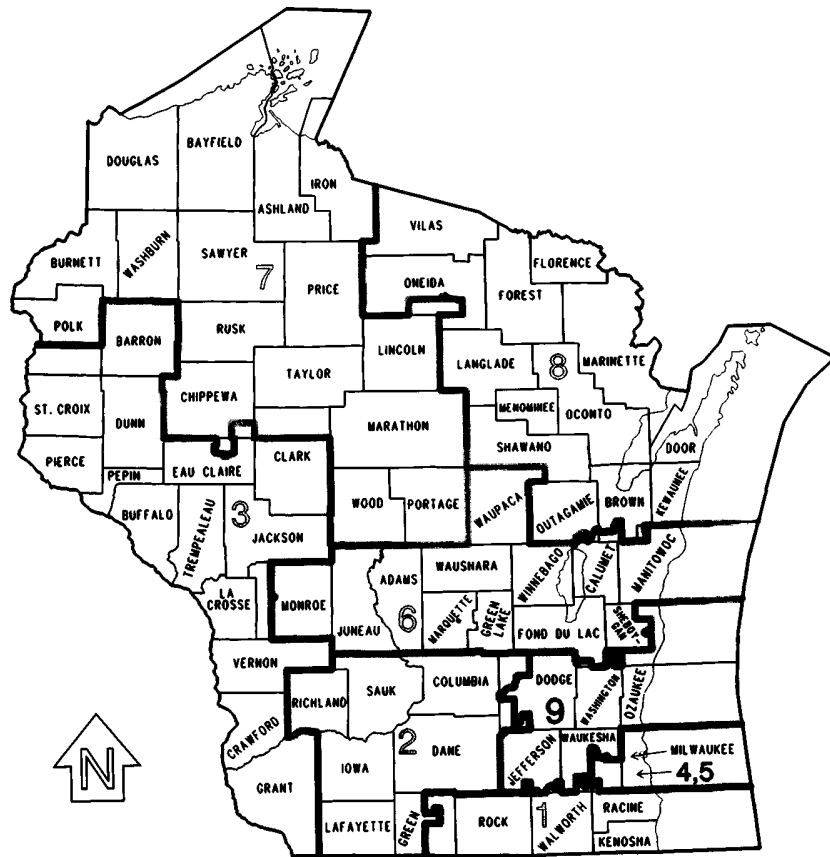 BAYFIELD
DOUGLAS
IRON
ASHLAND
VILAS
WASHBURN
SAWYER
BURNETT
FLORENCE
7
PRICE
ONEIDA
FOREST
POLK
RUSK
BARRON
LINCOLN
LANGLADE
8
MARINETTE
TAYLOR
CHIPPEWA
MENOMINEE
OCONTO
ST. CROIX
DUNN
MARATHON
SHAWANO
DOOR
CLARK
PIERCE
PEPIN
EAU CLAIRE
WOOD
PORTAGE
WAUPACA
OUTAGAMIE
BROWN
KEWAUNEE
BUFFALO
TREMPEALEAU
3
JACKSON
WINNEBAGO
CALUMET
MANITOWOC
ADAMS
WAUSHARA
LA
CROSSE
MONROE
JUNEAU
6
MARQUETTE
GREEN
LAKE
FOND DU LAC
SHEBOY-
GAN
VERNON
RICHLAND
SAUK
COLUMBIA
DODGE
9
WASHINGTON
OZAUKEE
CRAWFORD
2
DANE
JEFFERSON
WAUKESHA
MILWAUKEE
4,5
N
IOWA
GRANT
LAFAYETTE
GREEN
ROCK
1
WALWORTH
RACINE
KENOSHA